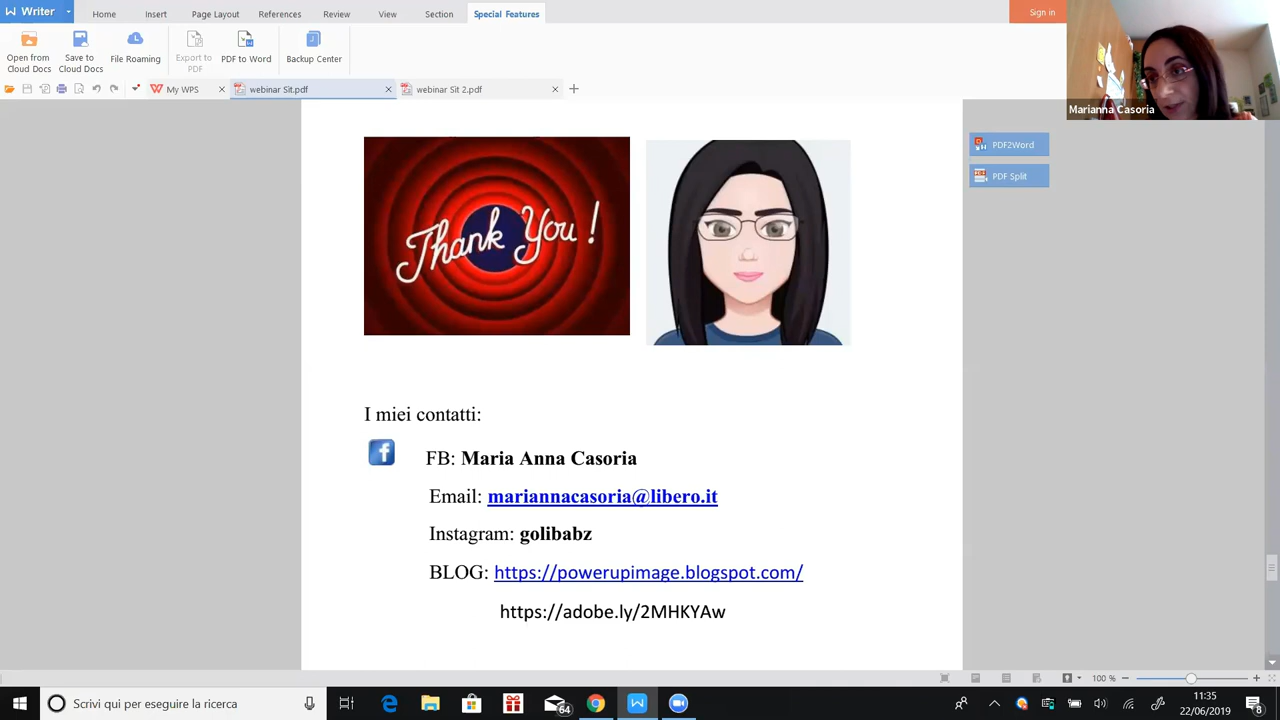 Writer
Home Insert Page Layout References Review View Section Special Features
Sign in
Open from Cloud Docs
Save to Cloud Docs
File Roaming
Export to PDF
PDF to Word
Backup Center
My WPS
webinar Sit.pdf
webinar Sit 2.pdf
Marianna Casoria
PDF2Word
PDF Split
Thank You !
I miei contatti:
FB: Maria Anna Casoria
Email: mariannacasoria@libero.it
Instagram: golibabz
BLOG: https://powerupimage.blogspot.com/
https://adobe.ly/2MHKYAw
100 %
Scrivi qui per eseguire la ricerca
64
11:35
22/06/2019
8